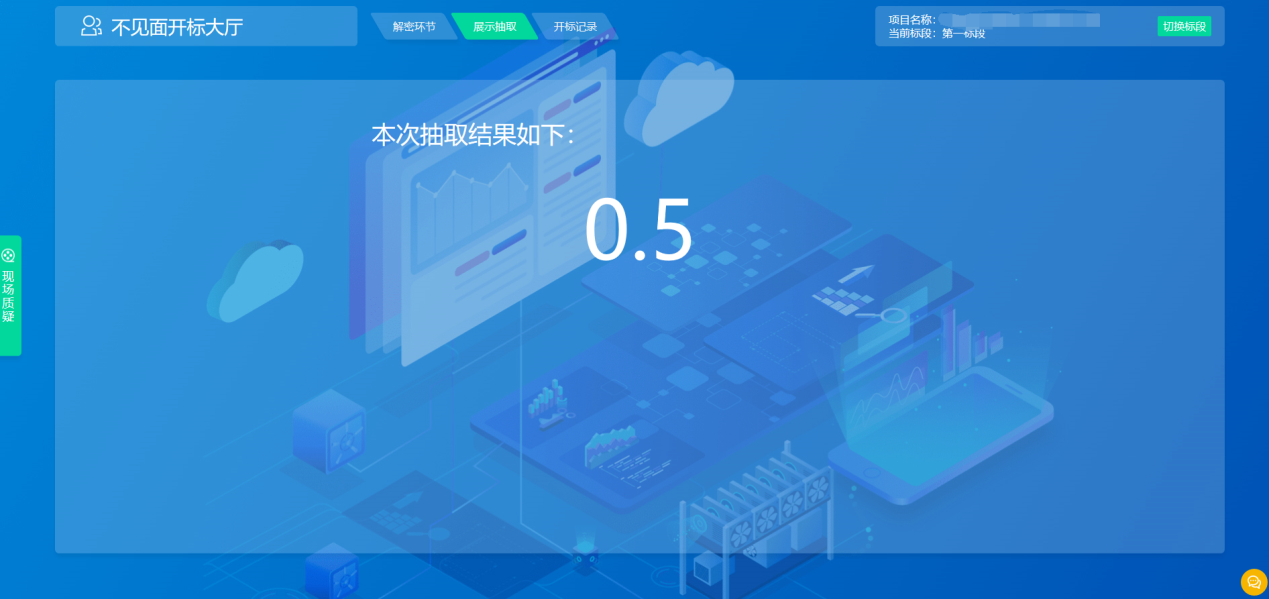 不见面开标大厅
解密环节
展示抽取
开标记录
项目名称：
当前标段：第一标段
切换标段
本次抽取结果如下：
0.5
现场质疑